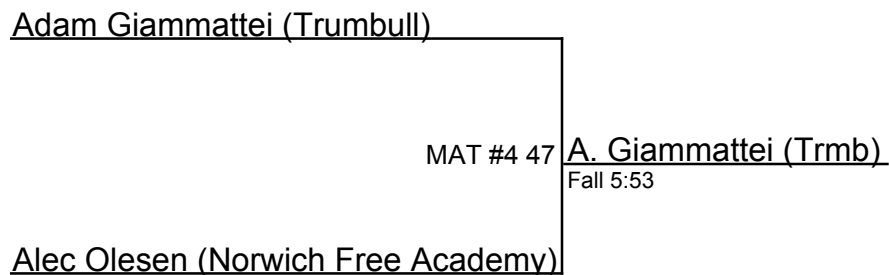 Adam Giammattei (Trumbull)
MAT #4 47
A. Giammattei (Trmb)
Fall 5:53
Alec Olesen (Norwich Free Academy)